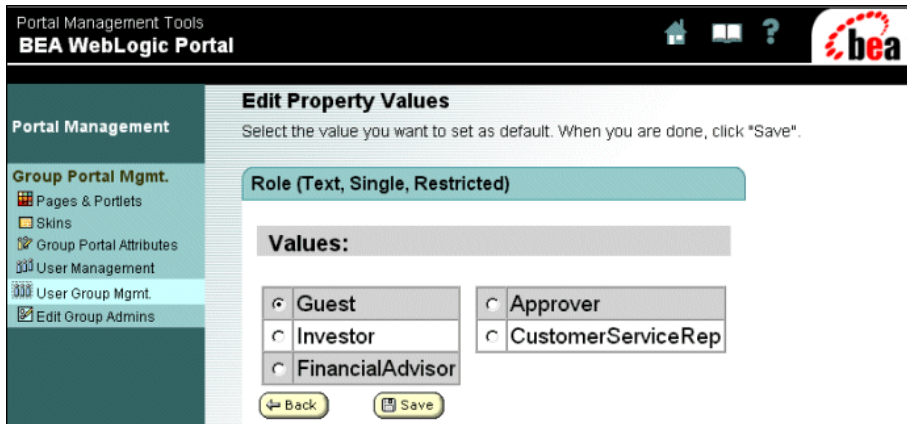 Portal Management Tools
BEA WebLogic Portal
?
bea
Portal Management
Group Portal Mgmt.
Pages & Portlets
Skins
Group Portal Attributes
User Management
User Group Mgmt.
Edit Group Admins
Edit Property Values
Select the value you want to set as default. When you are done, click "Save".
Role (Text, Single, Restricted)
Values:
Guest
Investor
FinancialAdvisor
Approver
CustomerServiceRep
Back
Save